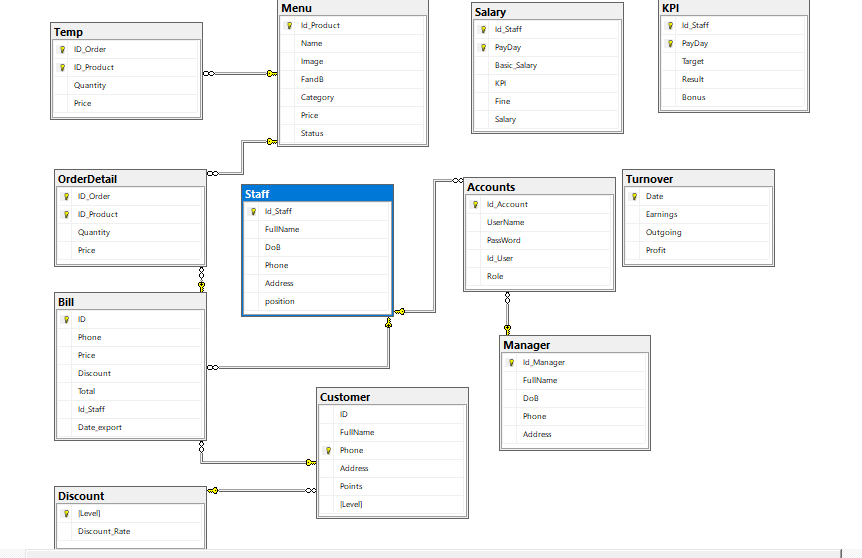 Temp
ID_Order
ID_Product
Quantity
Price
Menu
Id_Product
Name
Image
FandB
Category
Price
Status
Salary
Id_Staff
PayDay
Basic_Salary
KPI
Fine
Salary
KPI
Id_Staff
PayDay
Target
Result
Bonus
OrderDetail
ID_Order
ID_Product
Quantity
Price
Staff
Id_Staff
FullName
DoB
Phone
Address
position
Accounts
Id_Account
UserName
PassWord
Id_User
Role
Turnover
Date
Earnings
Outgoing
Profit
Bill
ID
Phone
Price
Discount
Total
Id_Staff
Date_export
Manager
Id_Manager
FullName
DoB
Phone
Address
Customer
ID
FullName
Phone
Address
Points
[Level]
Discount
[Level]
Discount_Rate